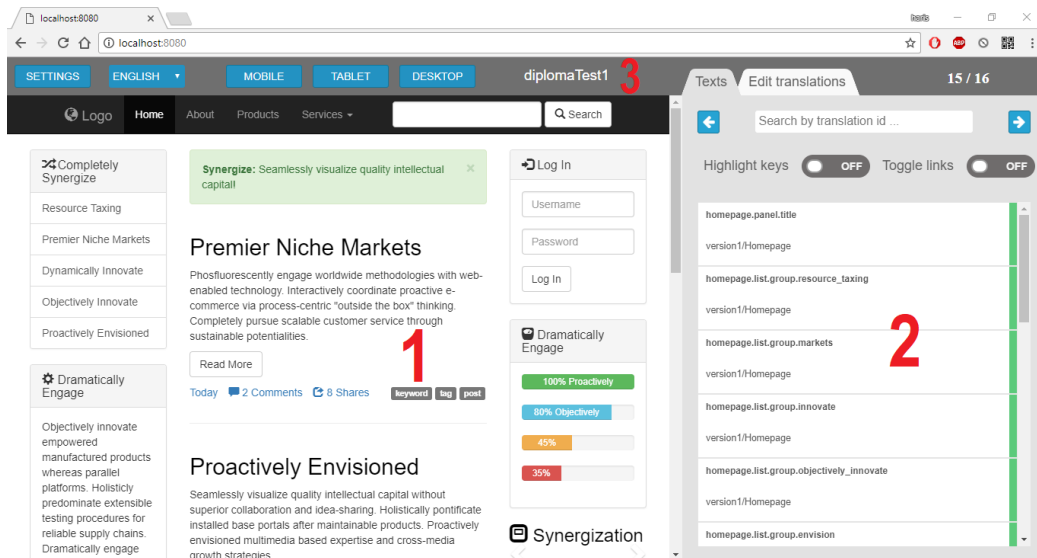 localhost:8080
localhost:8080
ABP
SETTINGS ENGLISH MOBILE TABLET DESKTOP diplomaTest1 3
Texts Edit translations 15 / 16
Logo Home About Products Services Search
Search by translation id ...
Highlight keys OFF Toggle links OFF
Completely
Synergize
Resource Taxing
Premier Niche Markets
Dynamically Innovate
Objectively Innovate
Proactively Envisioned
Dramatically
Engage
Objectively innovate
empowered
manufactured products
whereas parallel
platforms. Holisticly
predominate extensible
testing procedures for
reliable supply chains.
Dramatically engage
Synergize: Seamlessly visualize quality intellectual ×
capital!
Premier Niche Markets
Phosfluorescently engage worldwide methodologies with web-
enabled technology. Interactively coordinate proactive e-
commerce via process-centric "outside the box" thinking.
Completely pursue scalable customer service through
sustainable potentialities.
1
Read More
Today 2 Comments 8 Shares keyword tag post
Proactively Envisioned
Seamlessly visualize quality intellectual capital without
superior collaboration and idea-sharing. Holistically pontificate
installed base portals after maintainable products. Proactively
envisioned multimedia based expertise and cross-media
growth strategies.
Log In
Username
Password
Log In
Dramatically
Engage
100% Proactively
80% Objectively
45%
35%
Synergization
homepage.panel.title
version1/Homepage
homepage.list.group.resource_taxing
version1/Homepage
2
homepage.list.group.markets
version1/Homepage
homepage.list.group.innovate
version1/Homepage
homepage.list.group.objectively_innovate
version1/Homepage
homepage.list.group.envision